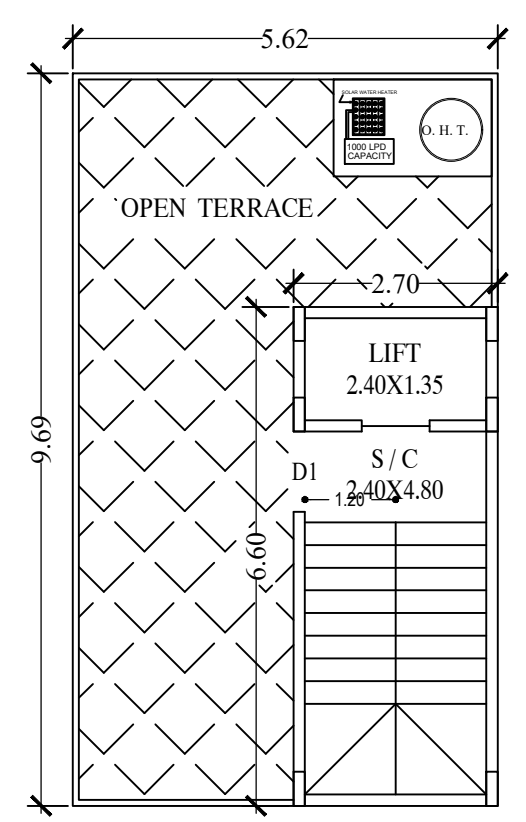 5.62
SOLAR WATER HEATER
O. H. T.
1000 LPD
CAPACITY
OPEN TERRACE
2.70
LIFT
2.40X1.35
9.69
S / C
D1
2.40X4.80
1.20
6.60